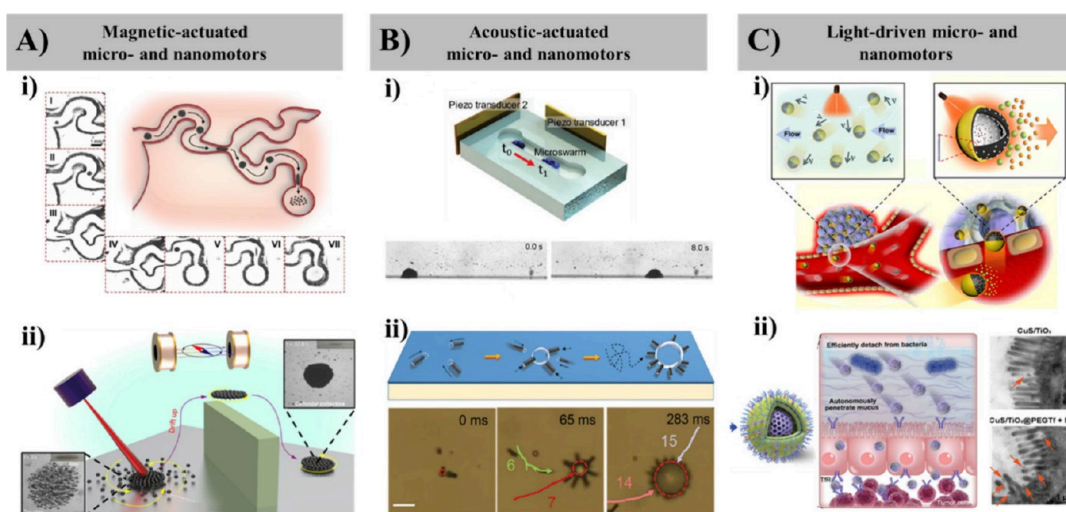 A)
Magnetic-actuated
micro- and nanomotors
i)
I
II
III
IV
V
VI
VII
ii)
Drift up
B)
Acoustic-actuated
micro- and nanomotors
i)
Piezo transducer 2
Piezo transducer 1
Microswarm
t₀
t₁
0.0 s
8.0 s
ii)
0 ms
65 ms
283 ms
6
7
15
14
C)
Light-driven micro- and
nanomotors
i)
Flow
Flow
ii)
Efficiently detach from bacteria
Autonomously
penetrate mucus
CuS/TiO₂